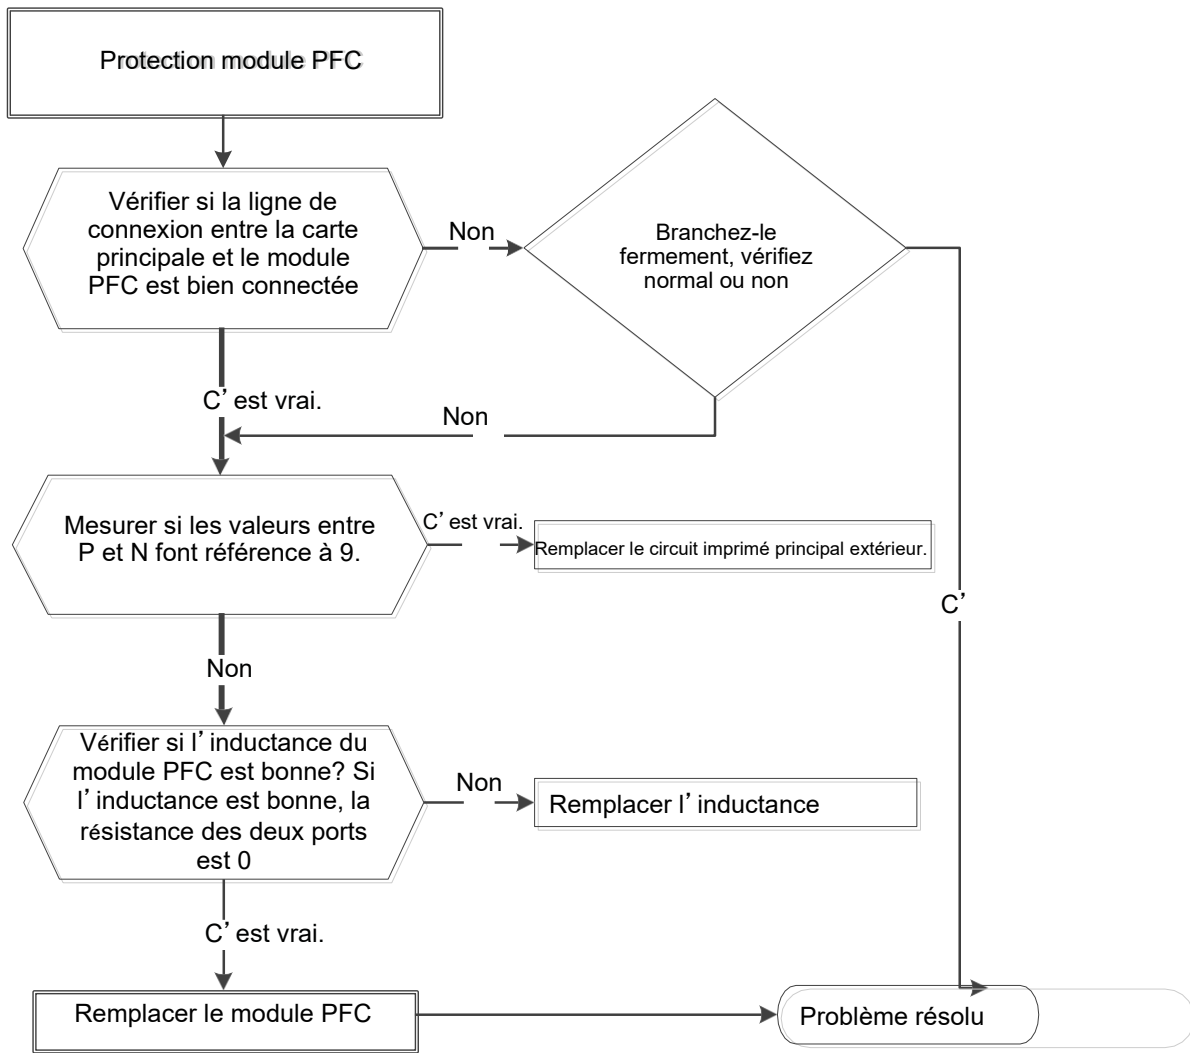 Protection module PFC
Vérifier si la ligne de
connexion entre la carte
principale et le module
PFC est bien connectée
Non
Branchez-le
fermement, vérifiez
normal ou non
C’est vrai.
Non
Mesurer si les valeurs entre
P et N font référence à 9.
C’est vrai.
Remplacer le circuit imprimé principal extérieur.
C’
Non
Vérifier si l’inductance du
module PFC est bonne? Si
l’inductance est bonne, la
résistance des deux ports
est 0
Non
Remplacer l’inductance
C’est vrai.
Remplacer le module PFC
Problème résolu